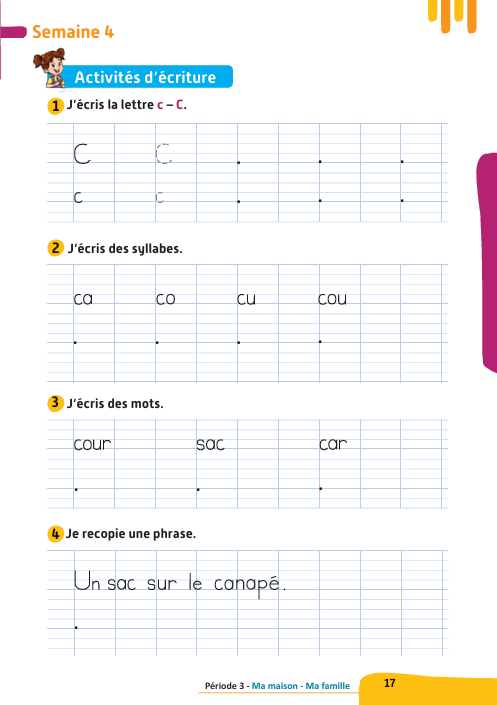 Semaine 4
Activités d'écriture
1 J'écris la lettre c – C.
C C . . .
c c . . .
2 J'écris des syllabes.
ca co cu cou
. . . .
3 J'écris des mots.
cour sac car
. . .
4 Je recopie une phrase.
Un sac sur le canapé.
.
Période 3 - Ma maison - Ma famille 17